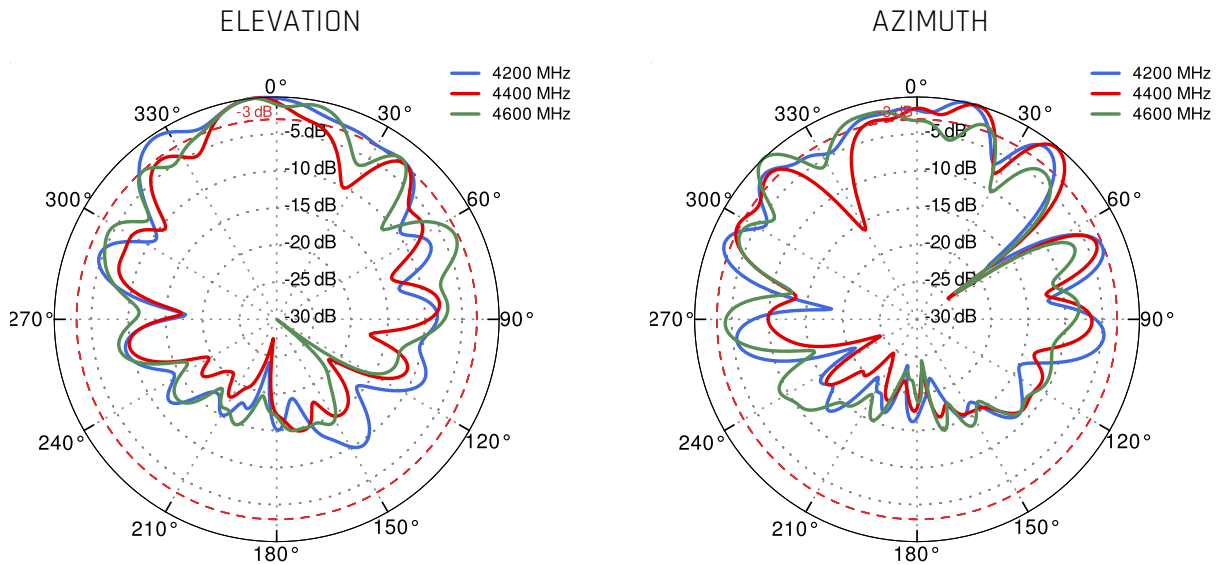 ELEVATION
4200 MHz
4400 MHz
4600 MHz
0°
30°
60°
90°
120°
150°
180°
210°
240°
270°
300°
330°
-3 dB
5 dB
-10 dB
-15 dB
-20 dB
-25 dB
-30 dB
AZIMUTH
4200 MHz
4400 MHz
4600 MHz
0°
30°
60°
90°
120°
150°
180°
210°
240°
270°
300°
330°
3 dB
5 dB
-10 dB
-15 dB
-20 dB
-25 dB
-30 dB